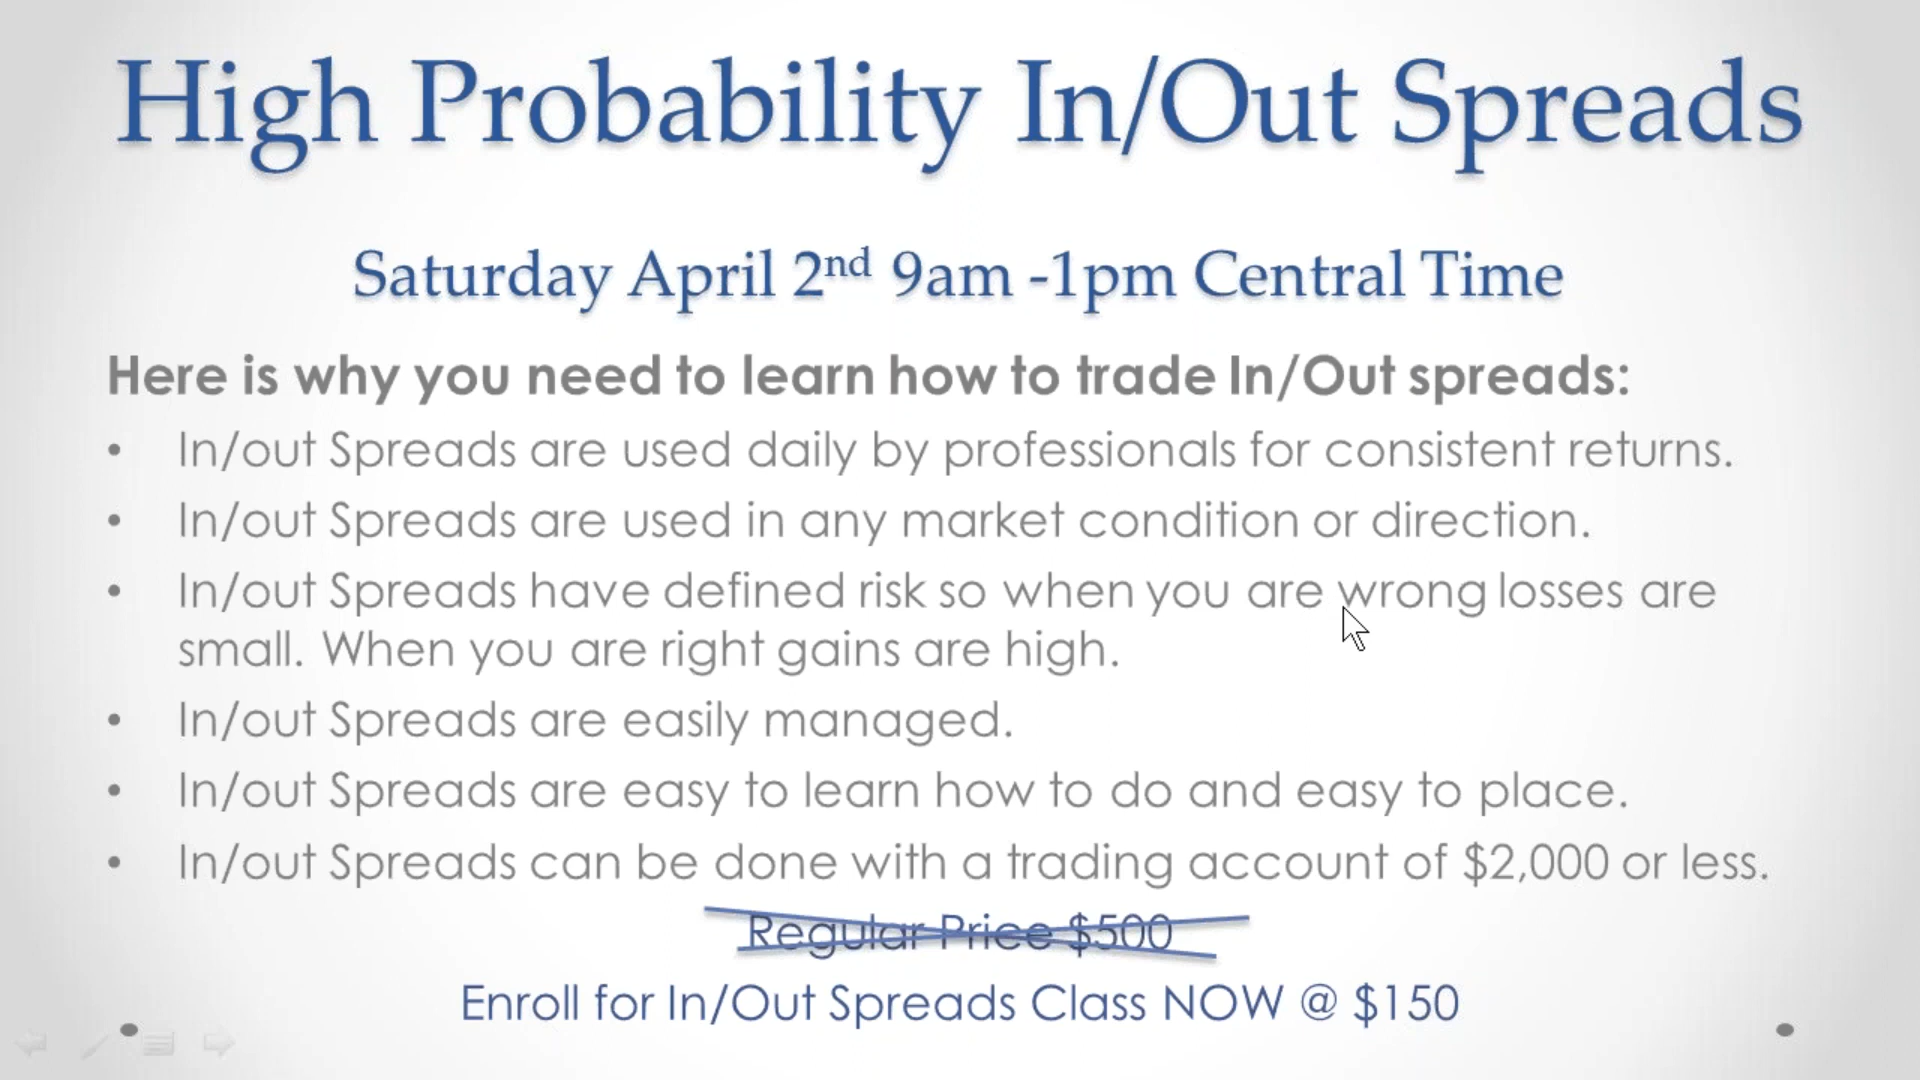 High Probability In/Out Spreads
Saturday April 2nd 9am -1pm Central Time
Here is why you need to learn how to trade In/Out spreads:
• In/out Spreads are used daily by professionals for consistent returns.
• In/out Spreads are used in any market condition or direction.
• In/out Spreads have defined risk so when you are wrong losses are
small. When you are right gains are high.
• In/out Spreads are easily managed.
• In/out Spreads are easy to learn how to do and easy to place.
• In/out Spreads can be done with a trading account of $2,000 or less.
Regular Price $500
Enroll for In/Out Spreads Class NOW @ $150